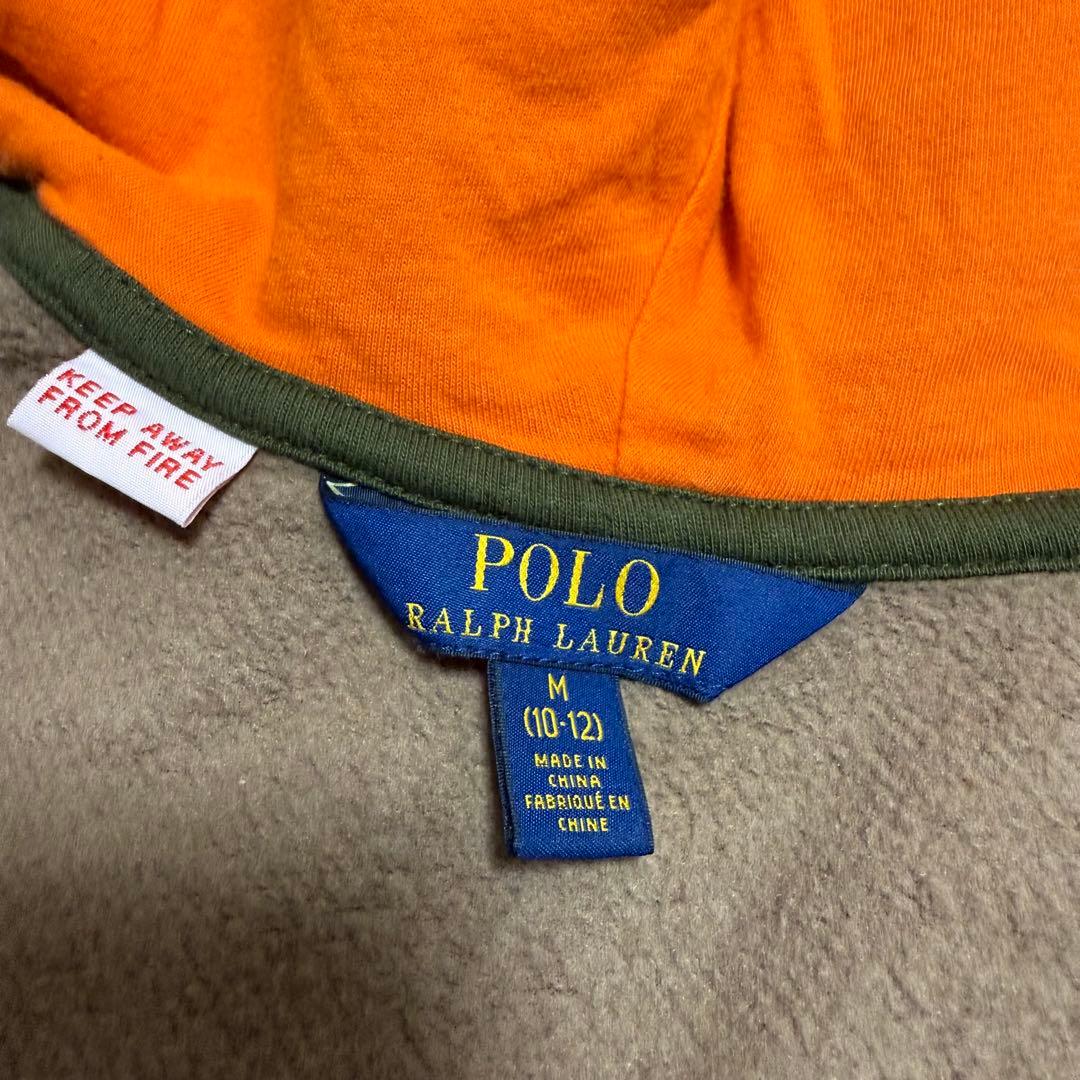 KEEP AWAY
FROM FIRE
POLO
RALPH LAUREN
M
(10-12)
MADE IN
CHINA
FABRIQUÉ EN
CHINE